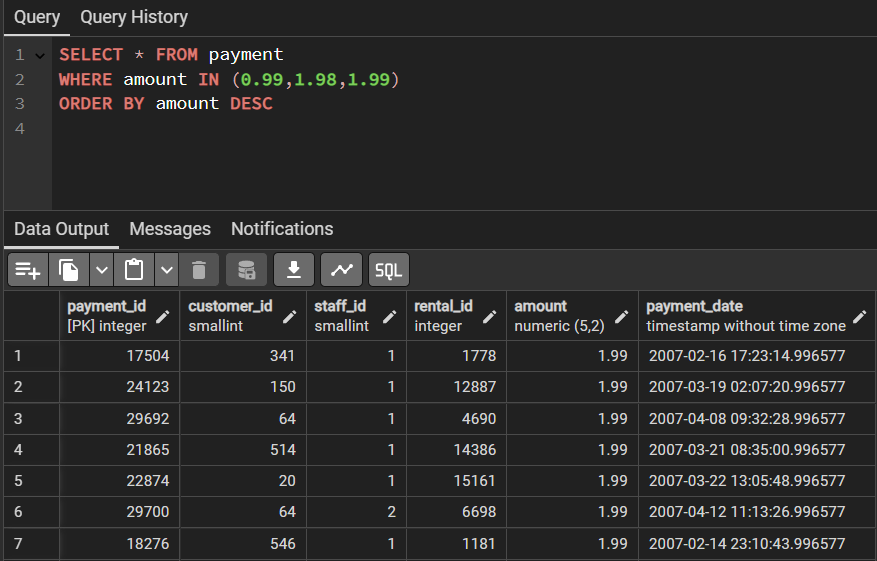 Query Query History
1 SELECT * FROM payment
2 WHERE amount IN (0.99,1.98,1.99)
3 ORDER BY amount DESC
4
Data Output Messages Notifications
SQL
payment_id customer_id staff_id rental_id amount payment_date
[PK] integer smallint smallint integer numeric (5,2) timestamp without time zone
1 17504 341 1 1778 1.99 2007-02-16 17:23:14.996577
2 24123 150 1 12887 1.99 2007-03-19 02:07:20.996577
3 29692 64 1 4690 1.99 2007-04-08 09:32:28.996577
4 21865 514 1 14386 1.99 2007-03-21 08:35:00.996577
5 22874 20 1 15161 1.99 2007-03-22 13:05:48.996577
6 29700 64 2 6698 1.99 2007-04-12 11:13:26.996577
7 18276 546 1 1181 1.99 2007-02-14 23:10:43.996577